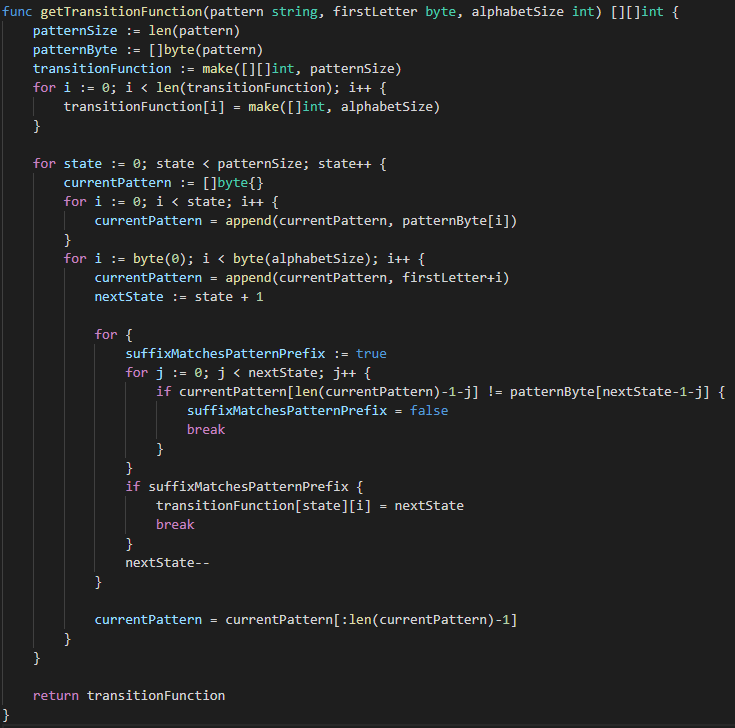 func getTransitionFunction(pattern string, firstLetter byte, alphabetSize int) [][]int {
    patternSize := len(pattern)
    patternByte := []byte(pattern)
    transitionFunction := make([][]int, patternSize)
    for i := 0; i < len(transitionFunction); i++ {
        transitionFunction[i] = make([]int, alphabetSize)
    }

    for state := 0; state < patternSize; state++ {
        currentPattern := []byte{}
        for i := 0; i < state; i++ {
            currentPattern = append(currentPattern, patternByte[i])
        }
        for i := byte(0); i < byte(alphabetSize); i++ {
            currentPattern = append(currentPattern, firstLetter+i)
            nextState := state + 1

            for {
                suffixMatchesPatternPrefix := true
                for j := 0; j < nextState; j++ {
                    if currentPattern[len(currentPattern)-1-j] != patternByte[nextState-1-j] {
                        suffixMatchesPatternPrefix = false
                        break
                    }
                }
                if suffixMatchesPatternPrefix {
                    transitionFunction[state][i] = nextState
                    break
                }
                nextState--
            }

            currentPattern = currentPattern[:len(currentPattern)-1]
        }
    }

    return transitionFunction
}